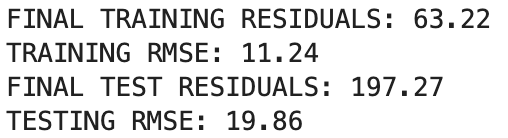 FINAL TRAINING RESIDUALS: 63.22
TRAINING RMSE: 11.24
FINAL TEST RESIDUALS: 197.27
TESTING RMSE: 19.86